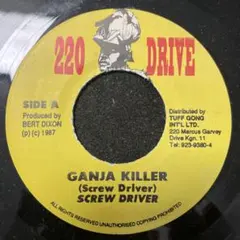 220 DRIVE
SIDE A
Produced by
BERT DIXON
(p) (c) 1987
Distributed by
TUFF GONG
INT'L LTD.
220 Marcus Garvey
Drive Kgn. 11
Tel: 923-9380-4
GANJA KILLER
(Screw Driver)
SCREW DRIVER
ALL RIGHTS RESERVED UNAUTHORISED COPYING PROHIBITED